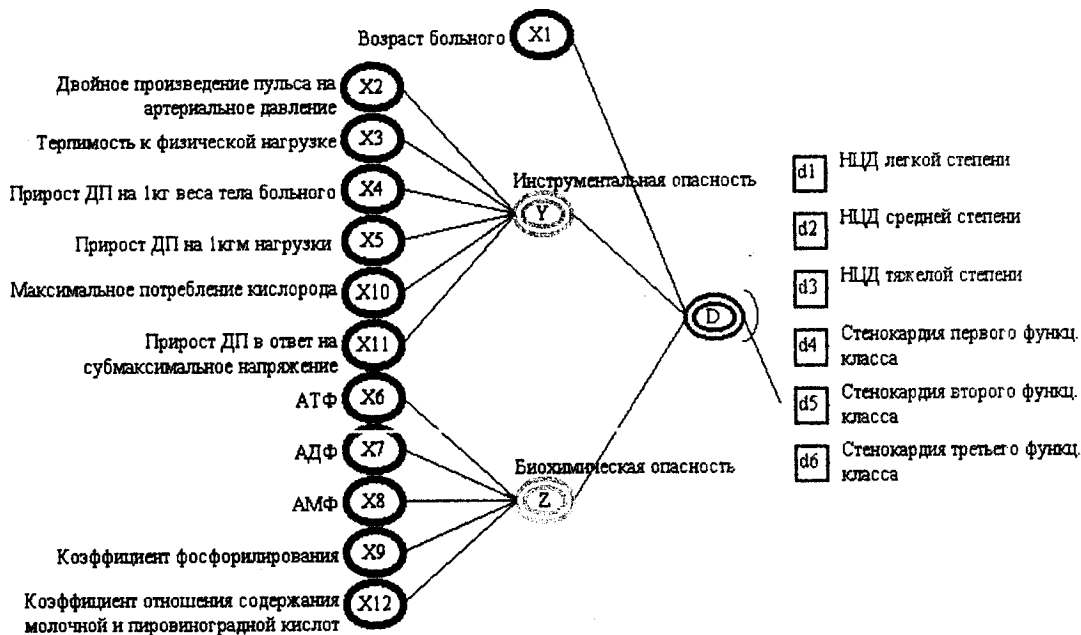 Возраст больного X1
Двойное произведение пульса на
артериальное давление
X2
Терпимость к физической нагрузке X3
Прирост ДП на 1кг веса тела больного X4
Прирост ДП на 1кгм нагрузки X5
Максимальное потребление кислорода X10
Прирост ДП в ответ на
субмаксимальное напряжение
X11
АТФ X6
АДФ X7
АМФ X8
Коэффициент фосфорилирования X9
Коэффициент отношения содержания
молочной и пировиноградной кислот
X12
Инструментальная опасность
Y
Биохимическая опасность
Z
D
d1 НЦД легкой степени
d2 НЦД средней степени
d3 НЦД тяжелой степени
d4 Стенокардия первого функц.
класса
d5 Стенокардия второго функц.
класса
d6 Стенокардия третьего функц.
класса